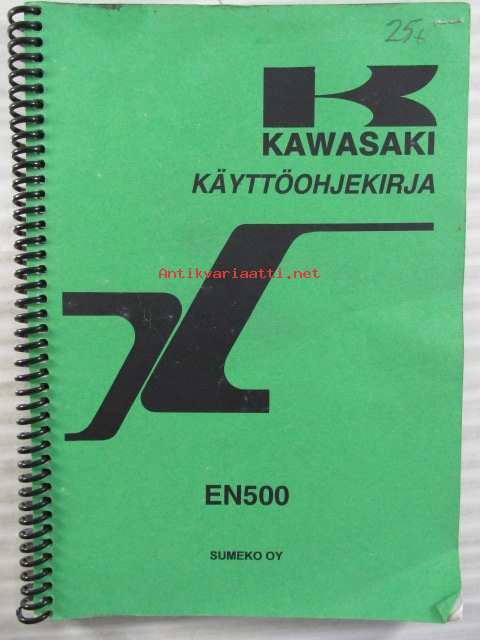 25,-
KAWASAKI
KÄYTTÖOHJEKIRJA
Antikvariaatti.net
EN500
SUMEKO OY